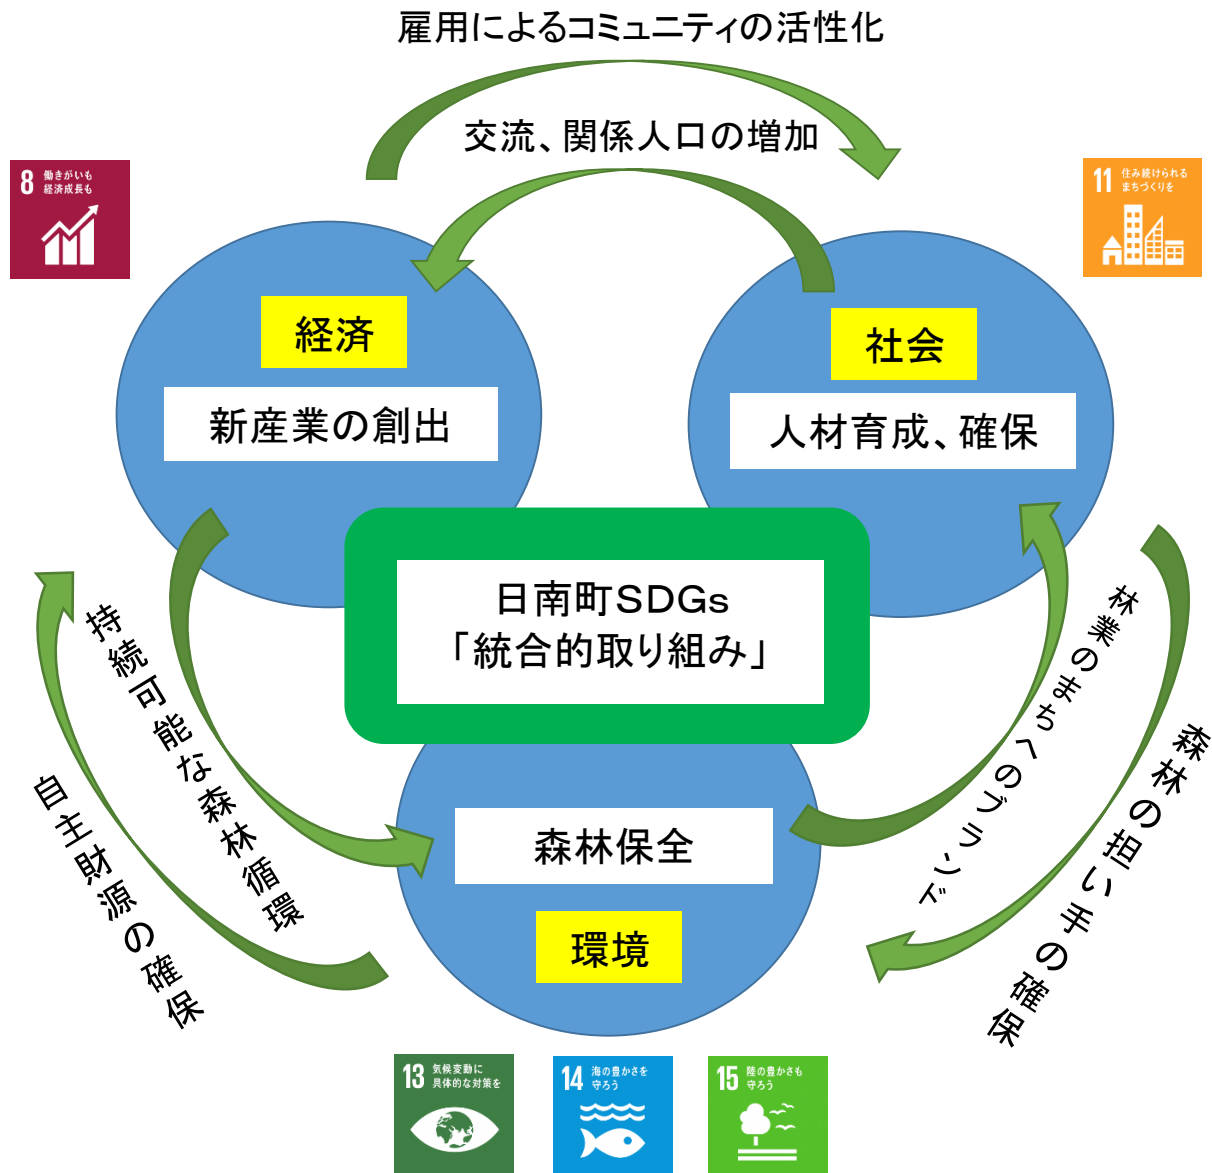 雇用によるコミュニティの活性化
交流、関係人口の増加
8 働きがいも
経済成長も
11 住み続けられる
まちづくりを
経済
新産業の創出
社会
人材育成、確保
日南町SDGs
「統合的取り組み」
持続可能な森林循環
自主財源の確保
林業のまちへのブランド
森林の担い手の確保
森林保全
環境
13 気候変動に
具体的な対策を
14 海の豊かさを
守ろう
15 陸の豊かさも
守ろう